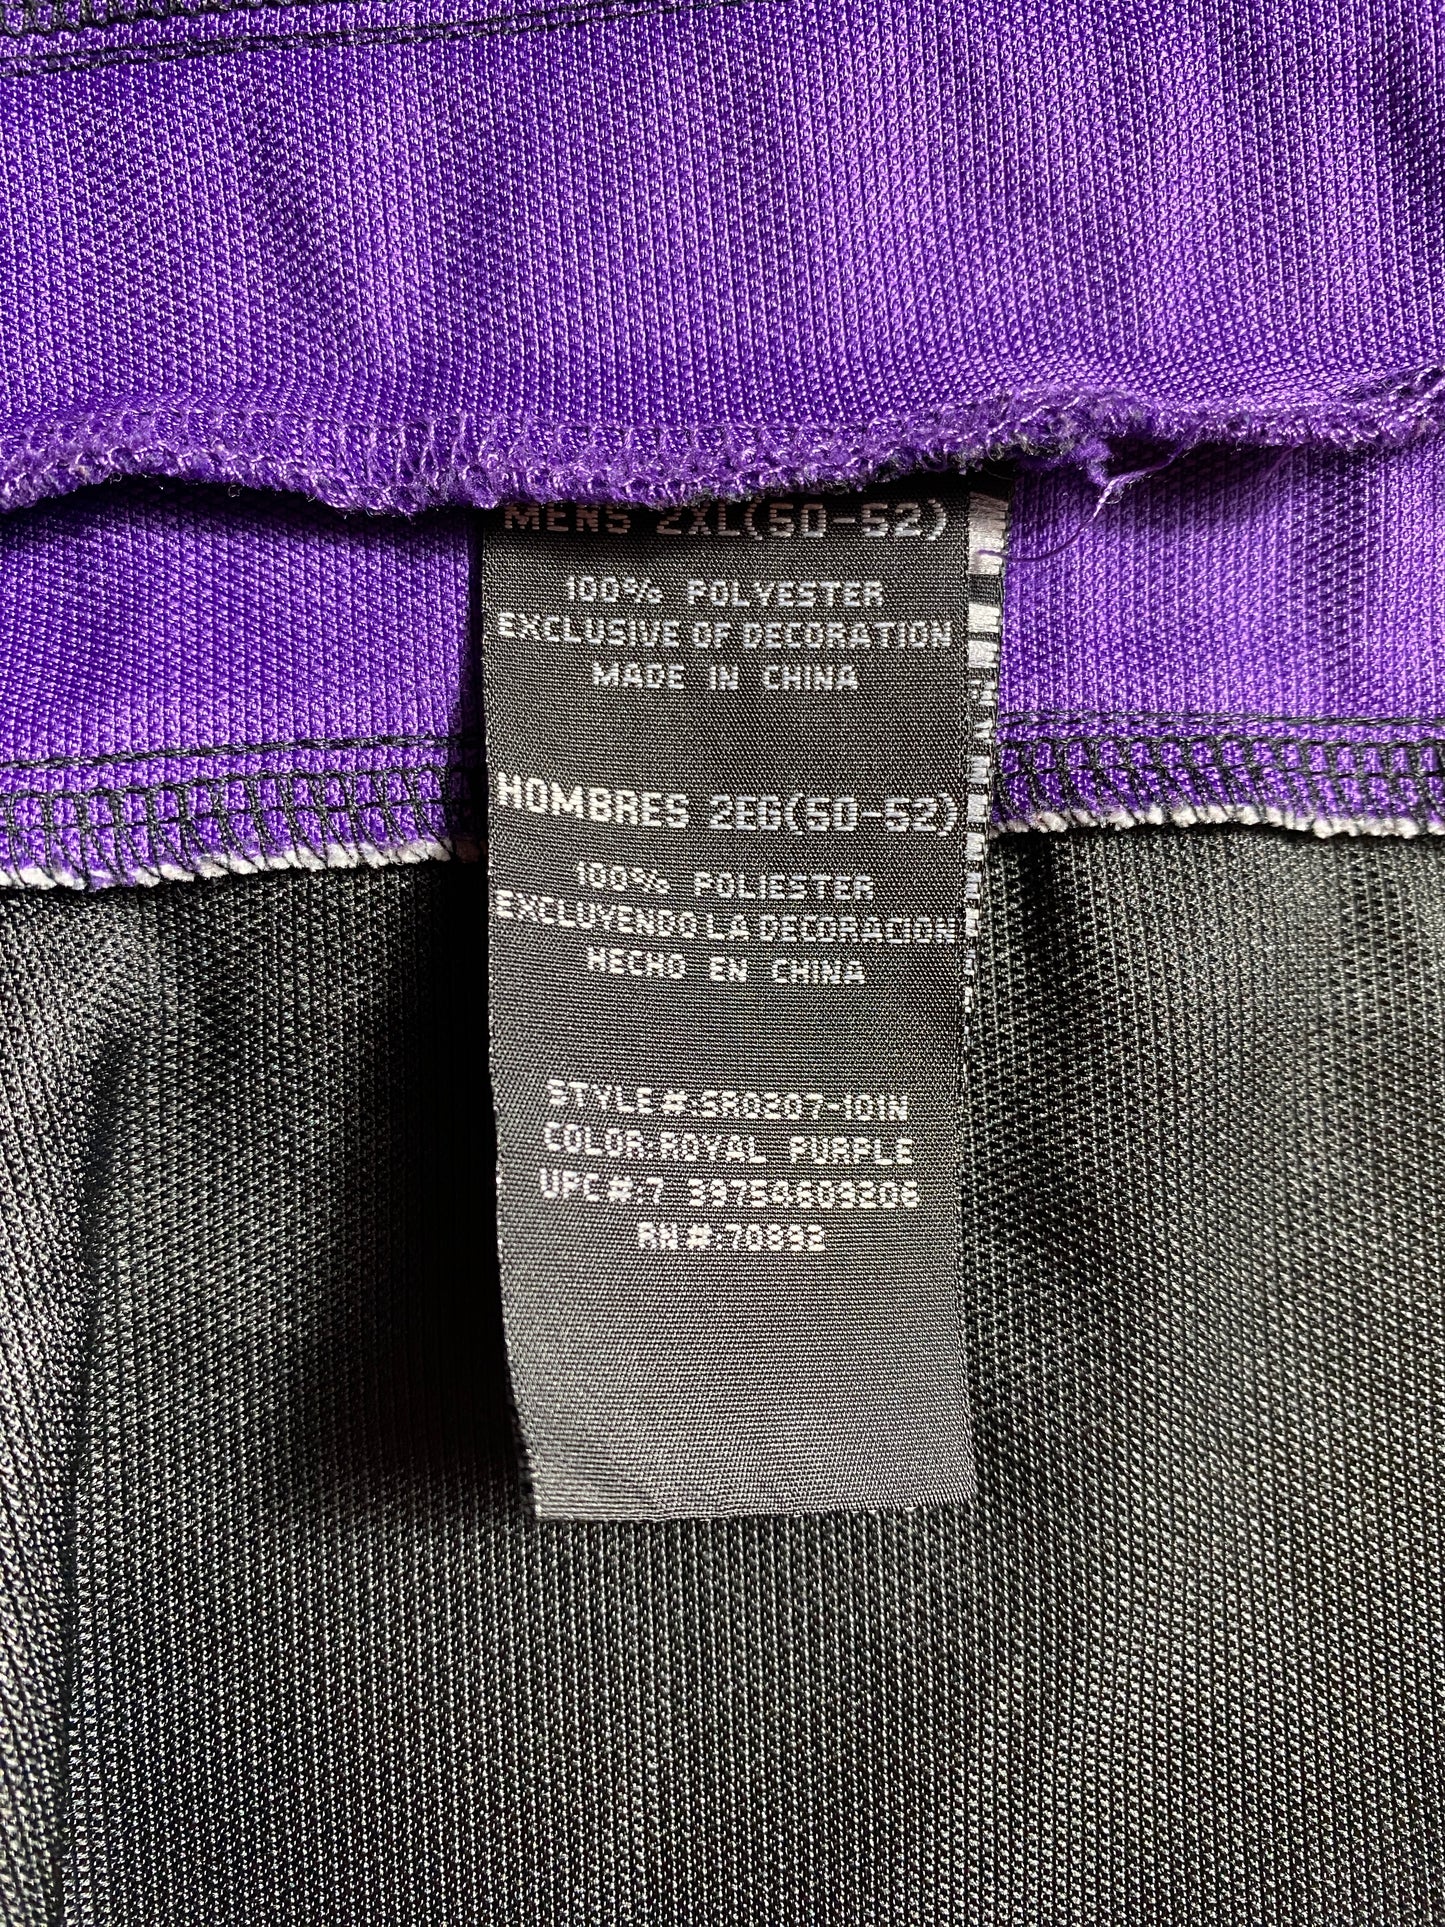 MENS 2XL(50-52)
100% POLYESTER
EXCLUSIVE OF DECORATION
MADE IN CHINA
HOMBRES 2EG(50-52)
100% POLIESTER
EXCLUYENDO LA DECORACION
HECHO EN CHINA
STYLE#:SR0207-101N
COLOR:ROYAL PURPLE
UPC#:7
RN#:70892